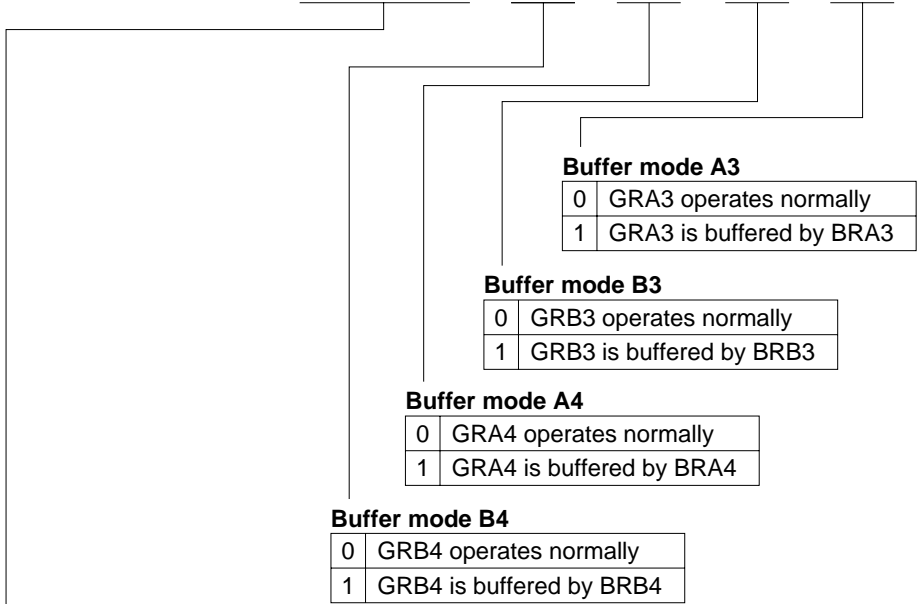 Buffer mode A3
0 GRA3 operates normally
1 GRA3 is buffered by BRA3
Buffer mode B3
0 GRB3 operates normally
1 GRB3 is buffered by BRB3
Buffer mode A4
0 GRA4 operates normally
1 GRA4 is buffered by BRA4
Buffer mode B4
0 GRB4 operates normally
1 GRB4 is buffered by BRB4